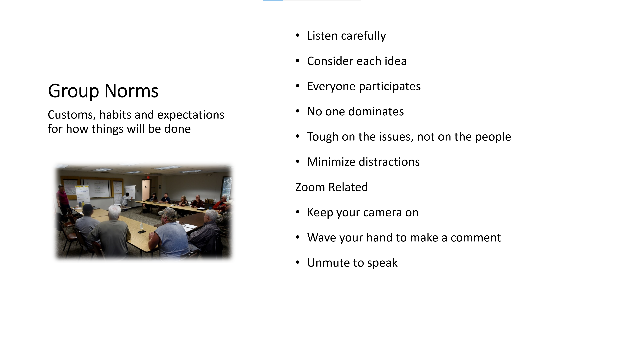 Group Norms
Customs, habits and expectations
for how things will be done
• Listen carefully
• Consider each idea
• Everyone participates
• No one dominates
• Tough on the issues, not on the people
• Minimize distractions
Zoom Related
• Keep your camera on
• Wave your hand to make a comment
• Unmute to speak